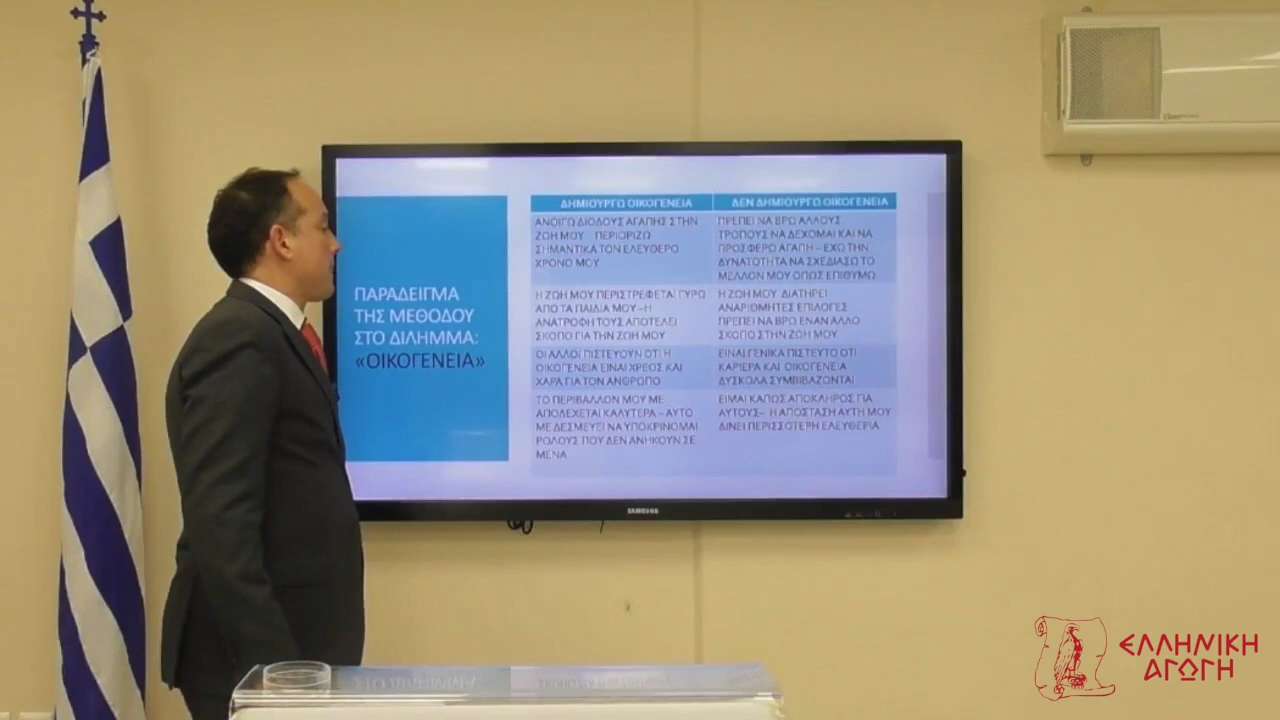 ΠΑΡΑΔΕΙΓΜΑ
ΤΗΣ ΜΕΘΟΔΟΥ
ΣΤΟ ΔΙΛΗΜΜΑ:
«ΟΙΚΟΓΕΝΕΙΑ»
ΔΗΜΙΟΥΡΓΩ ΟΙΚΟΓΕΝΕΙΑ
ΑΝΟΙΓΩ ΔΙΟΔΟΥΣ ΑΓΑΠΗΣ ΣΤΗΝ
ΖΩΗ ΜΟΥ – ΠΕΡΙΟΡΙΖΩ
ΣΗΜΑΝΤΙΚΑ ΤΟΝ ΕΛΕΥΘΕΡΟ
ΧΡΟΝΟ ΜΟΥ
Η ΖΩΗ ΜΟΥ ΠΕΡΙΣΤΡΕΦΕΤΑΙ ΓΥΡΩ
ΑΠΟ ΤΑ ΠΑΙΔΙΑ ΜΟΥ –Η
ΑΝΑΤΡΟΦΗ ΤΟΥΣ ΑΠΟΤΕΛΕΙ
ΣΚΟΠΟ ΓΙΑ ΤΗΝ ΖΩΗ ΜΟΥ
ΟΙ ΑΛΛΟΙ ΠΙΣΤΕΥΟΥΝ ΟΤΙ Η
ΟΙΚΟΓΕΝΕΙΑ ΕΙΝΑΙ ΧΡΕΟΣ ΚΑΙ
ΧΑΡΑ ΓΙΑ ΤΟΝ ΑΝΘΡΩΠΟ
ΤΟ ΠΕΡΙΒΑΛΛΟΝ ΜΟΥ ΜΕ
ΑΠΟΔΕΧΕΤΑΙ ΚΑΛΥΤΕΡΑ – ΑΥΤΟ
ΜΕ ΔΕΣΜΕΥΕΙ ΝΑ ΥΠΟΚΡΙΝΟΜΑΙ
ΡΟΛΟΥΣ ΠΟΥ ΔΕΝ ΑΝΗΚΟΥΝ ΣΕ
ΜΕΝΑ
ΔΕΝ ΔΗΜΙΟΥΡΓΩ ΟΙΚΟΓΕΝΕΙΑ
ΠΡΕΠΕΙ ΝΑ ΒΡΩ ΑΛΛΟΥΣ
ΤΡΟΠΟΥΣ ΝΑ ΔΕΧΟΜΑΙ ΚΑΙ ΝΑ
ΠΡΟΣΦΕΡΩ ΑΓΑΠΗ – ΕΧΩ ΤΗΝ
ΔΥΝΑΤΟΤΗΤΑ ΝΑ ΣΧΕΔΙΑΣΩ ΤΟ
ΜΕΛΛΟΝ ΜΟΥ ΟΠΩΣ ΕΠΙΘΥΜΩ
Η ΖΩΗ ΜΟΥ ΔΙΑΤΗΡΕΙ
ΑΝΑΡΙΘΜΗΤΕΣ ΕΠΙΛΟΓΕΣ
ΠΡΕΠΕΙ ΝΑ ΒΡΩ ΕΝΑΝ ΑΛΛΟ
ΣΚΟΠΟ ΣΤΗΝ ΖΩΗ ΜΟΥ
ΕΙΝΑΙ ΓΕΝΙΚΑ ΠΙΣΤΕΥΤΟ ΟΤΙ
ΚΑΡΙΕΡΑ ΚΑΙ ΟΙΚΟΓΕΝΕΙΑ
ΔΥΣΚΟΛΑ ΣΥΜΒΙΒΑΖΟΝΤΑΙ
ΕΙΜΑΙ ΚΑΠΩΣ ΑΠΟΚΛΗΡΟΣ ΓΙΑ
ΑΥΤΟΥΣ– Η ΑΠΟΣΤΑΣΗ ΑΥΤΗ ΜΟΥ
ΔΙΝΕΙ ΠΕΡΙΣΣΟΤΕΡΗ ΕΛΕΥΘΕΡΙΑ
SAMSUNG
ΕΛΛΗΝΙΚΗ
ΑΓΩΓΗ